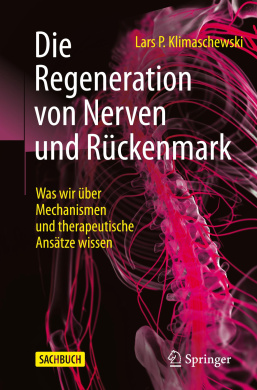 Lars P. Klimaschewski
Die
Regeneration
von Nerven
und Rückenmark
Was wir über
Mechanismen
und therapeutische
Ansätze wissen
SACHBUCH
Springer